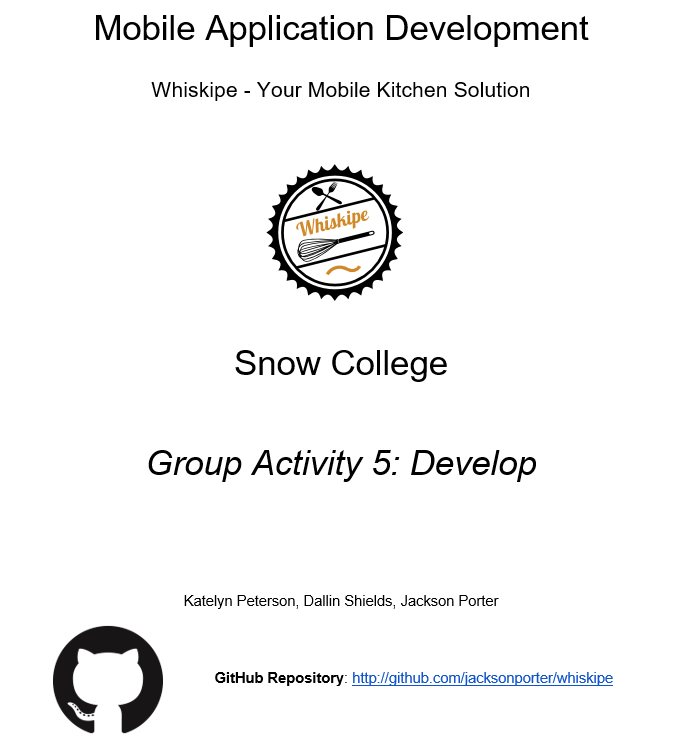 Mobile Application Development
Whiskipe - Your Mobile Kitchen Solution
Whiskipe
Snow College
Group Activity 5: Develop
Katelyn Peterson, Dallin Shields, Jackson Porter
GitHub Repository: http://github.com/jacksonporter/whiskipe